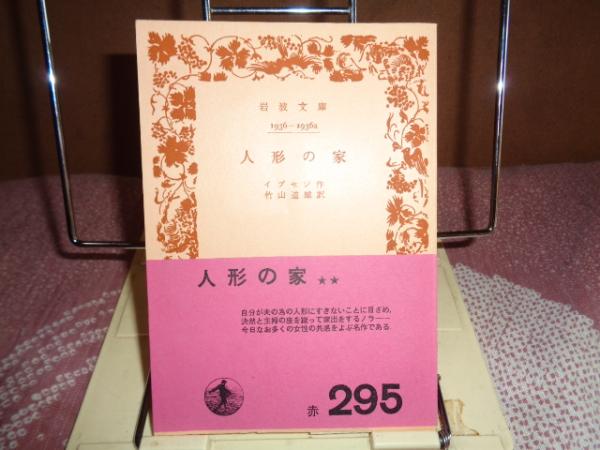 岩波文庫
1936—1936a
人形の家
イプセン作
竹山道雄訳
人形の家 ★★
自分が夫の為の人形にすぎないことに目ざめ,
決然と主婦の座を蹴って家出をするノラ——
今日なお多くの女性の共感をよぶ名作である
赤 295